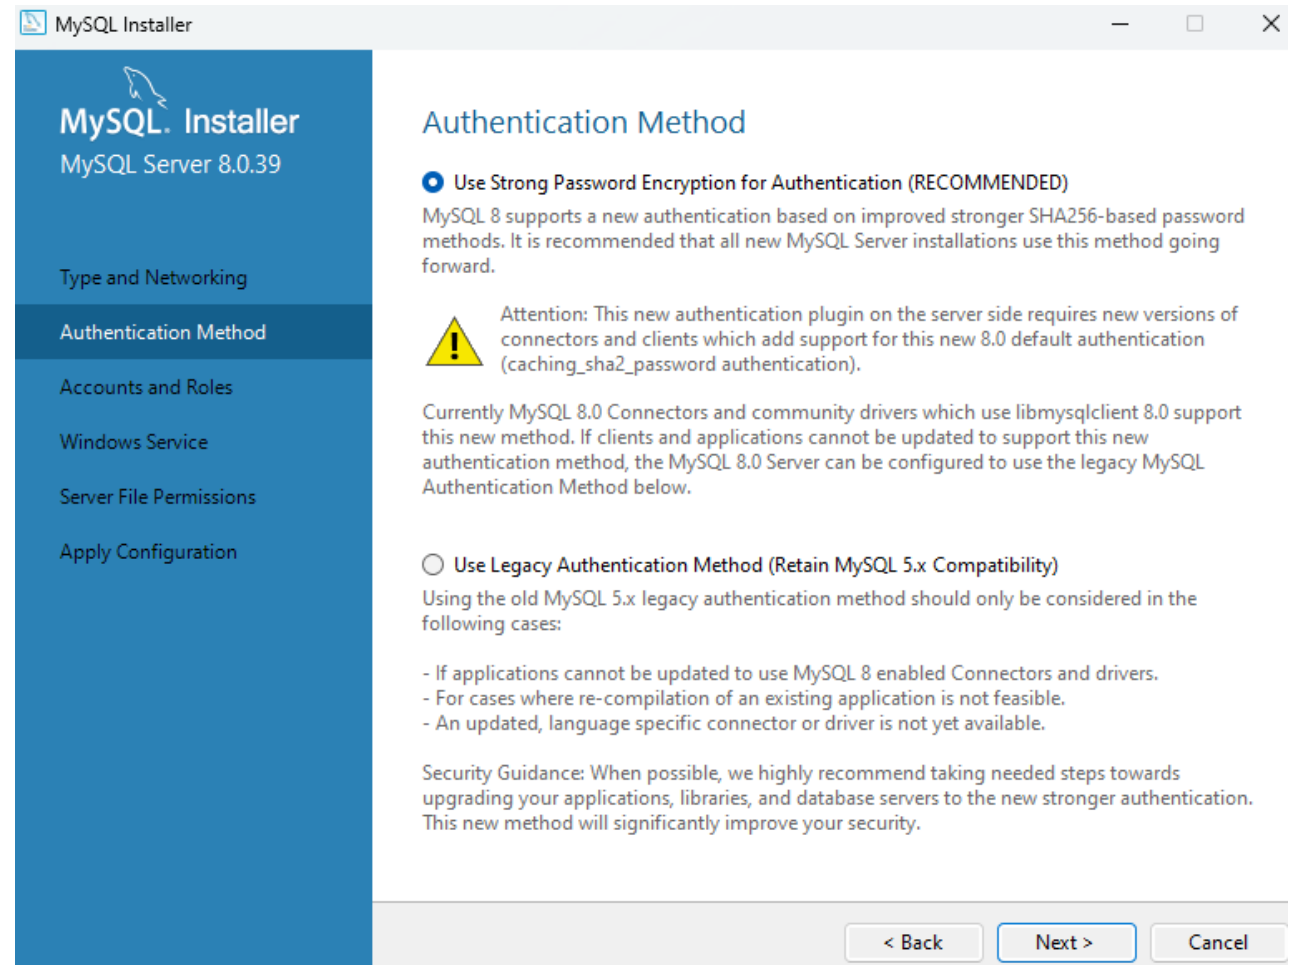 MySQL Installer
MySQL. Installer
MySQL Server 8.0.39
Type and Networking
Authentication Method
Accounts and Roles
Windows Service
Server File Permissions
Apply Configuration
Authentication Method
Use Strong Password Encryption for Authentication (RECOMMENDED)
MySQL 8 supports a new authentication based on improved stronger SHA256-based password
methods. It is recommended that all new MySQL Server installations use this method going
forward.
Attention: This new authentication plugin on the server side requires new versions of
connectors and clients which add support for this new 8.0 default authentication
(caching_sha2_password authentication).
Currently MySQL 8.0 Connectors and community drivers which use libmysqlclient 8.0 support
this new method. If clients and applications cannot be updated to support this new
authentication method, the MySQL 8.0 Server can be configured to use the legacy MySQL
Authentication Method below.
Use Legacy Authentication Method (Retain MySQL 5.x Compatibility)
Using the old MySQL 5.x legacy authentication method should only be considered in the
following cases:
- If applications cannot be updated to use MySQL 8 enabled Connectors and drivers.
- For cases where re-compilation of an existing application is not feasible.
- An updated, language specific connector or driver is not yet available.
Security Guidance: When possible, we highly recommend taking needed steps towards
upgrading your applications, libraries, and database servers to the new stronger authentication.
This new method will significantly improve your security.
< Back
Next >
Cancel